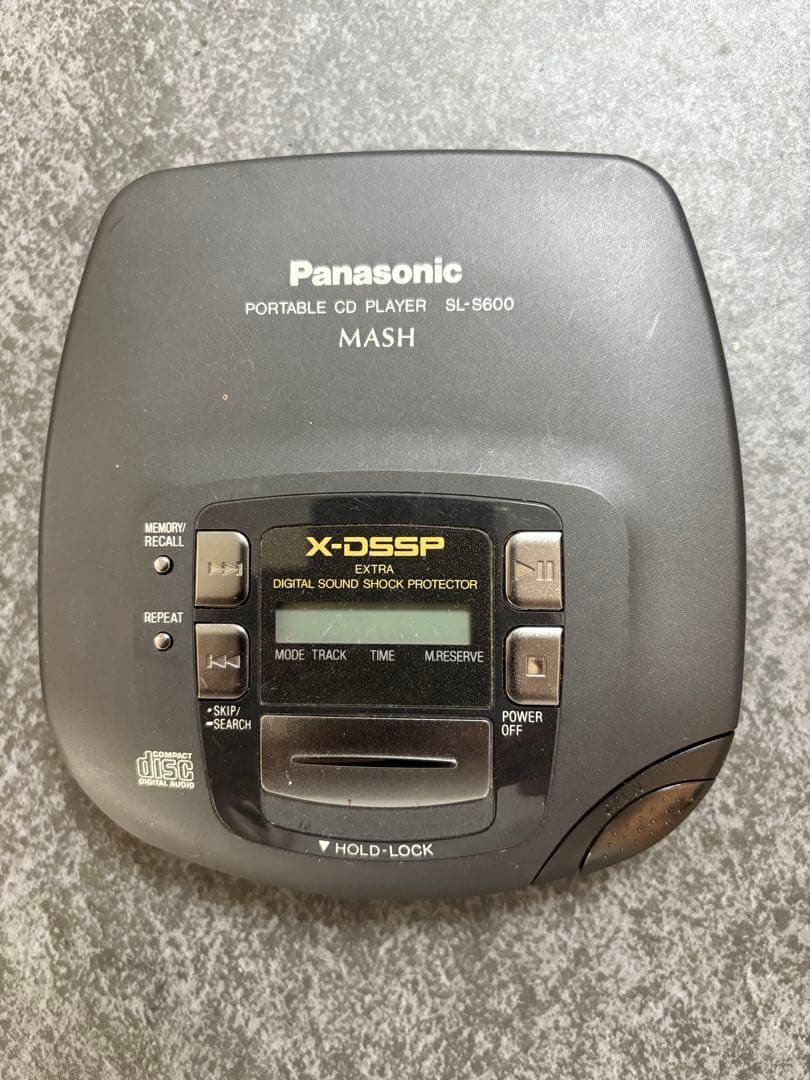 Panasonic
PORTABLE CD PLAYER SL-S600
MASH
MEMORY/
RECALL
X-DSSP
EXTRA
DIGITAL SOUND SHOCK PROTECTOR
REPEAT
MODE TRACK TIME M.RESERVE
•SKIP/
–SEARCH
POWER
OFF
COMPACT
disc
DIGITAL AUDIO
▼ HOLD-LOCK